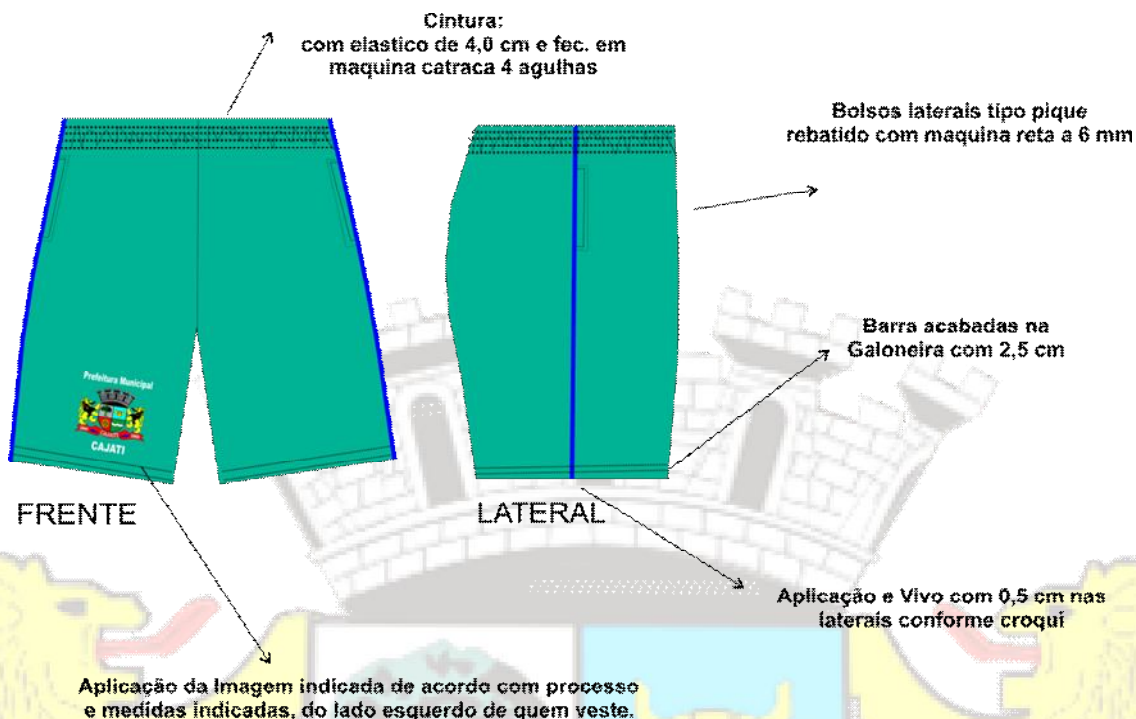 Cintura:
com elastico de 4,0 cm e fec. em
maquina catraca 4 agulhas
Bolsos laterais tipo pique
rebatido com maquina reta a 6 mm
Barra acabadas na
Galoneira com 2,5 cm
Prefeitura Municipal
CAJATI
FRENTE
LATERAL
Aplicação e Vivo com 0,5 cm nas
laterais conforme croqui
Aplicação da Imagem indicada de acordo com processo
e medidas indicadas, do lado esquerdo de quem veste.